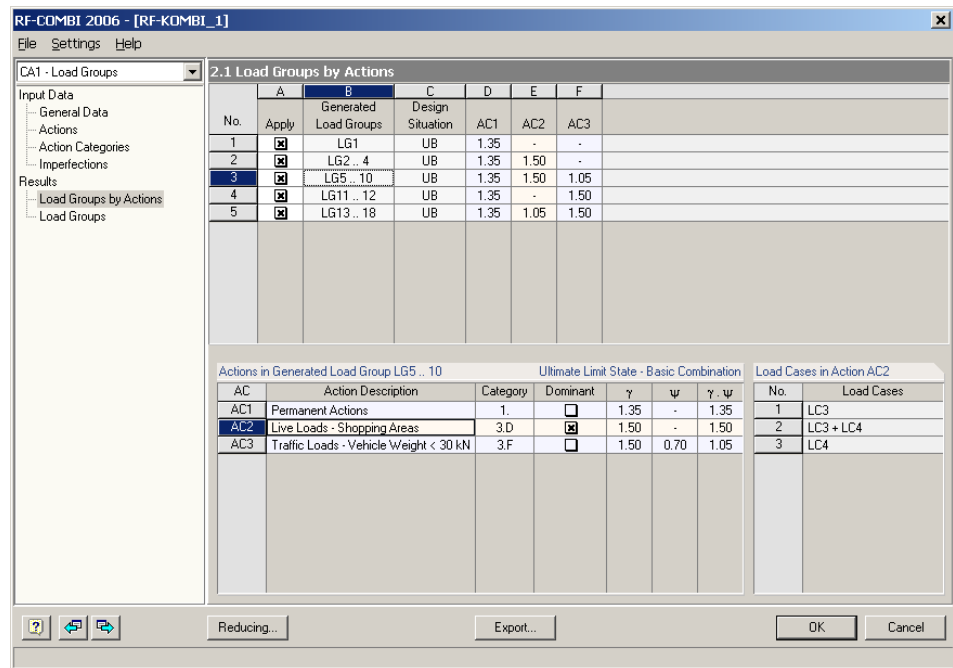 RF-COMBI 2006 - [RF-KOMBI_1]
File Settings Help
CA1 - Load Groups
Input Data
General Data
Actions
Action Categories
Imperfections
Results
Load Groups by Actions
Load Groups
2.1 Load Groups by Actions
A B C D E F
Generated Design
No. Apply Load Groups Situation AC1 AC2 AC3
1 LG1 UB 1.35 - -
2 LG2 .. 4 UB 1.35 1.50 -
3 LG5 .. 10 UB 1.35 1.50 1.05
4 LG11 .. 12 UB 1.35 - 1.50
5 LG13 .. 18 UB 1.35 1.05 1.50
Actions in Generated Load Group LG5 .. 10 Ultimate Limit State - Basic Combination
AC Action Description Category Dominant γ ψ γ . ψ
AC1 Permanent Actions 1. 1.35 - 1.35
AC2 Live Loads - Shopping Areas 3.D 1.50 - 1.50
AC3 Traffic Loads - Vehicle Weight < 30 kN 3.F 1.50 0.70 1.05
Load Cases in Action AC2
No. Load Cases
1 LC3
2 LC3 + LC4
3 LC4
Reducing... Export... OK Cancel